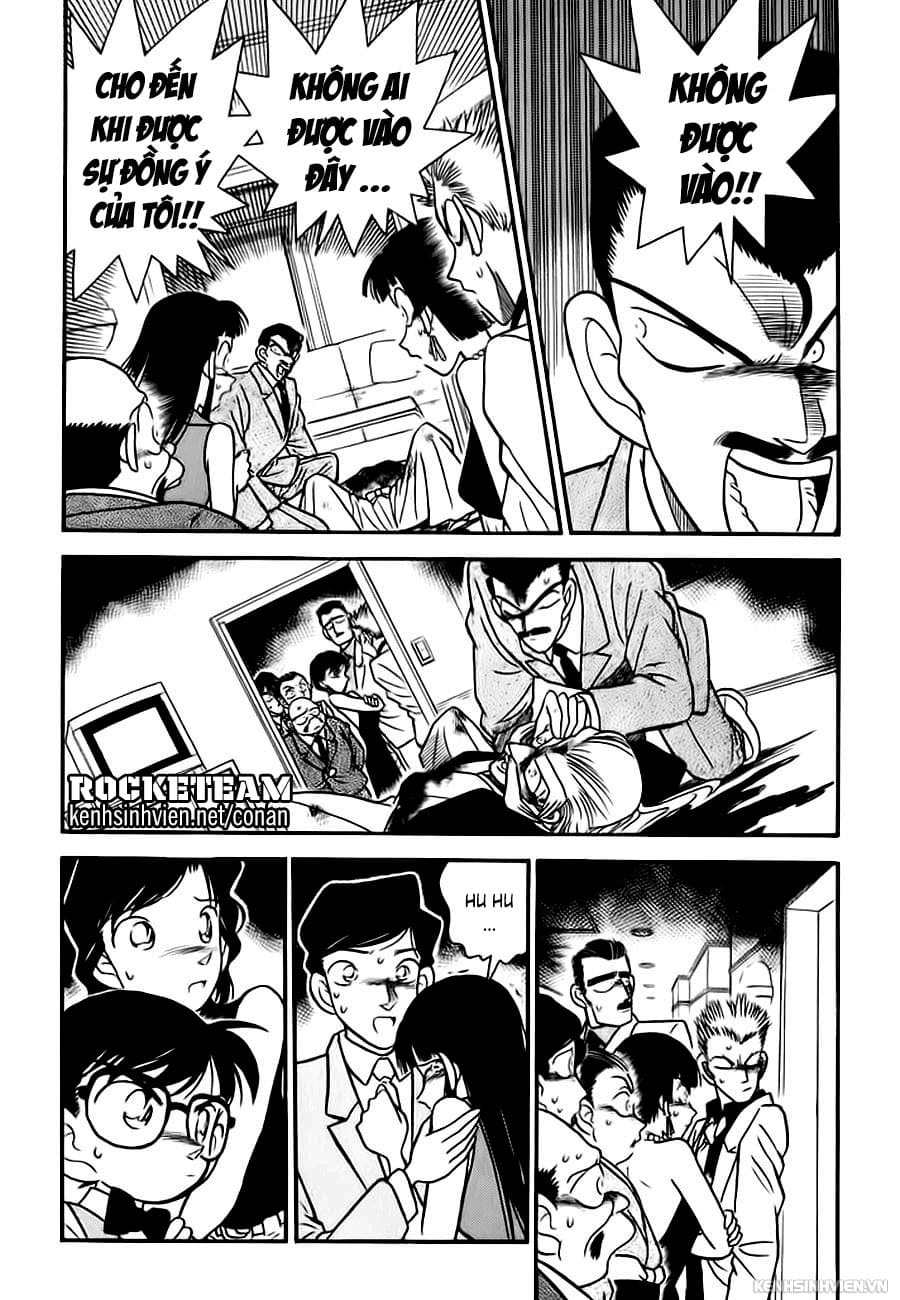 KHÔNG
ĐƯỢC
VÀO!!
KHÔNG AI
ĐƯỢC VÀO
ĐÂY ...
CHO ĐẾN
KHI ĐƯỢC
SỰ ĐỒNG Ý
CỦA TÔI!!
ROCKETEAM
kenhsinhvien.net/conan
HU HU
...
KENHSINHVIEN.VN